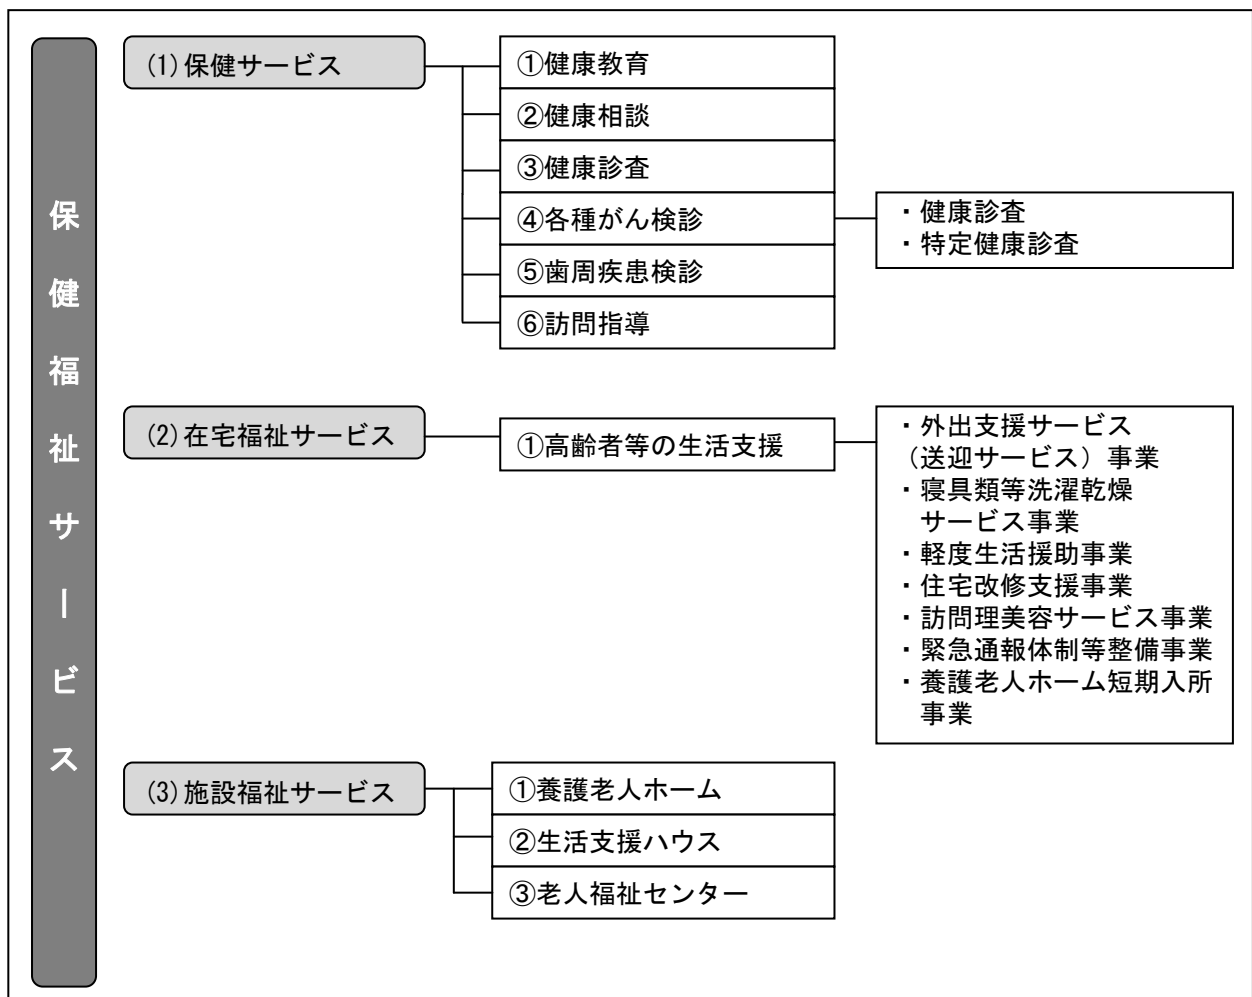 保健福祉サービス
(1)保健サービス
①健康教育
②健康相談
③健康診査
④各種がん検診
⑤歯周疾患検診
⑥訪問指導
・健康診査
・特定健康診査
(2)在宅福祉サービス
①高齢者等の生活支援
・外出支援サービス
（送迎サービス）事業
・寝具類等洗濯乾燥
サービス事業
・軽度生活援助事業
・住宅改修支援事業
・訪問理美容サービス事業
・緊急通報体制等整備事業
・養護老人ホーム短期入所
事業
(3)施設福祉サービス
①養護老人ホーム
②生活支援ハウス
③老人福祉センター